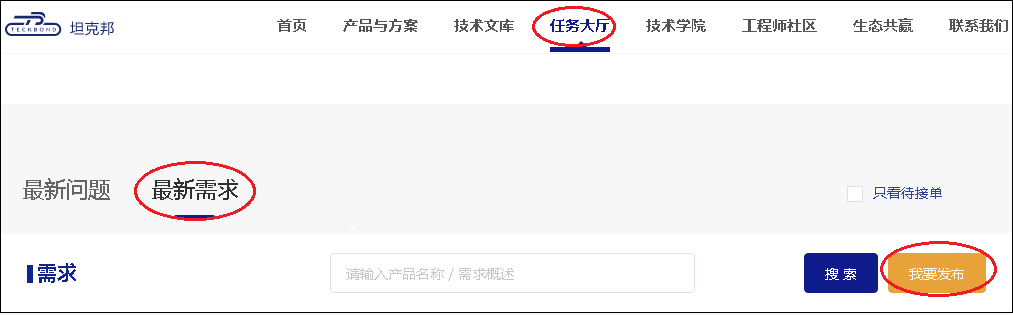 TECKBOND 坦克邦 首页 产品与方案 技术文库 任务大厅 技术学院 工程师社区 生态共赢 联系我们
最新问题 最新需求 只看待接单
需求 请输入产品名称 / 需求概述 搜 索 我要发布